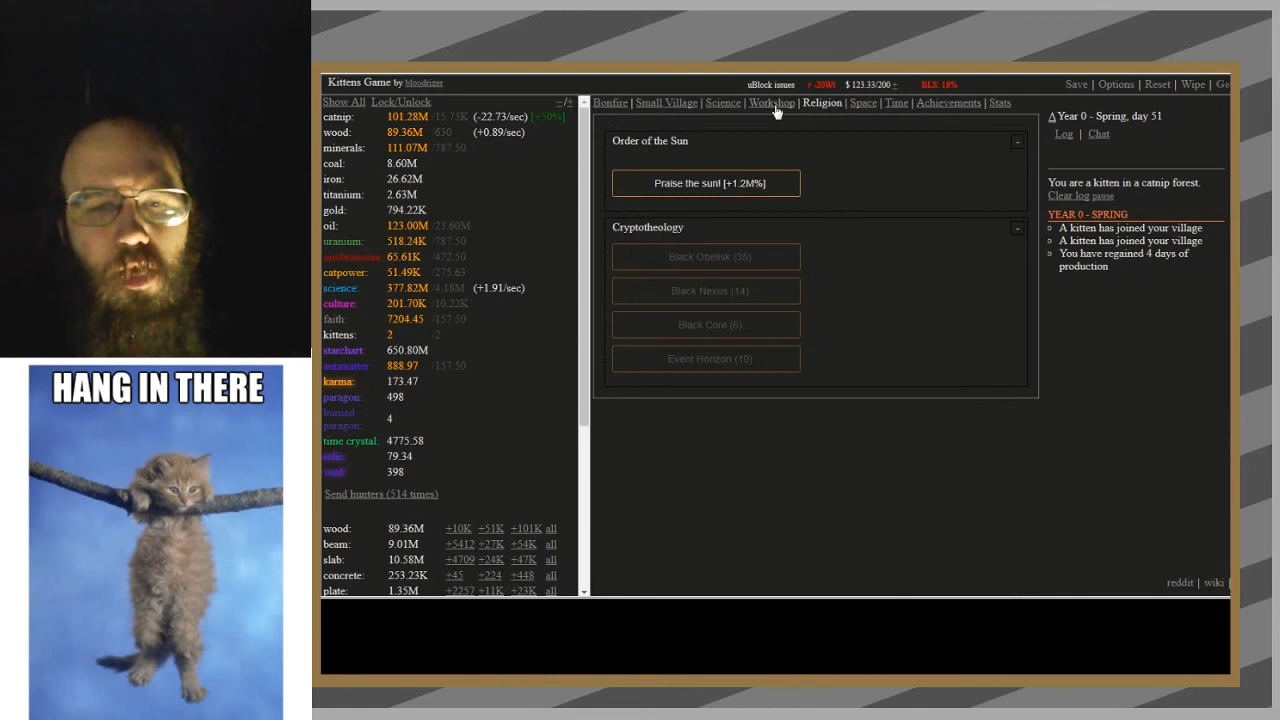 HANG IN THERE
Kittens Game by bloodrizer
uBlock issues ⚡ -20Wt $ 123.33/200 ± BLS: 18%
Save | Options | Reset | Wipe | Ge
Show All Lock/Unlock −/+
Bonfire | Small Village | Science | Workshop | Religion | Space | Time | Achievements | Stats
catnip: 101.28M /15.75K (-22.73/sec) [+50%]
wood: 89.36M /630 (+0.89/sec)
minerals: 111.07M /787.50
coal: 8.60M
iron: 26.62M
titanium: 2.63M
gold: 794.22K
oil: 123.00M /23.60M
uranium: 518.24K /787.50
unobtainium 65.61K /472.50
catpower: 51.49K /275.63
science: 377.82M /4.18M (+1.91/sec)
culture: 201.70K /10.22K
faith: 7204.45 /157.50
kittens: 2 /2
starchart: 650.80M
antimatter 888.97 /157.50
karma: 173.47
paragon: 498
burned
paragon: 4
time crystal: 4775.58
relic: 79.34
void: 398
Send hunters (514 times)
wood: 89.36M +10K +51K +101K all
beam: 9.01M +5412 +27K +54K all
slab: 10.58M +4709 +24K +47K all
concrete: 253.23K +45 +224 +448 all
plate: 1.35M +2257 +11K +23K all
Order of the Sun -
Praise the sun! [+1.2M%]
Cryptotheology -
Black Obelisk (35)
Black Nexus (14)
Black Core (6)
Event Horizon (10)
Year 0 - Spring, day 51
Log | Chat
You are a kitten in a catnip forest.
Clear log pawse
YEAR 0 - SPRING
A kitten has joined your village
A kitten has joined your village
You have regained 4 days of
production
reddit | wiki |